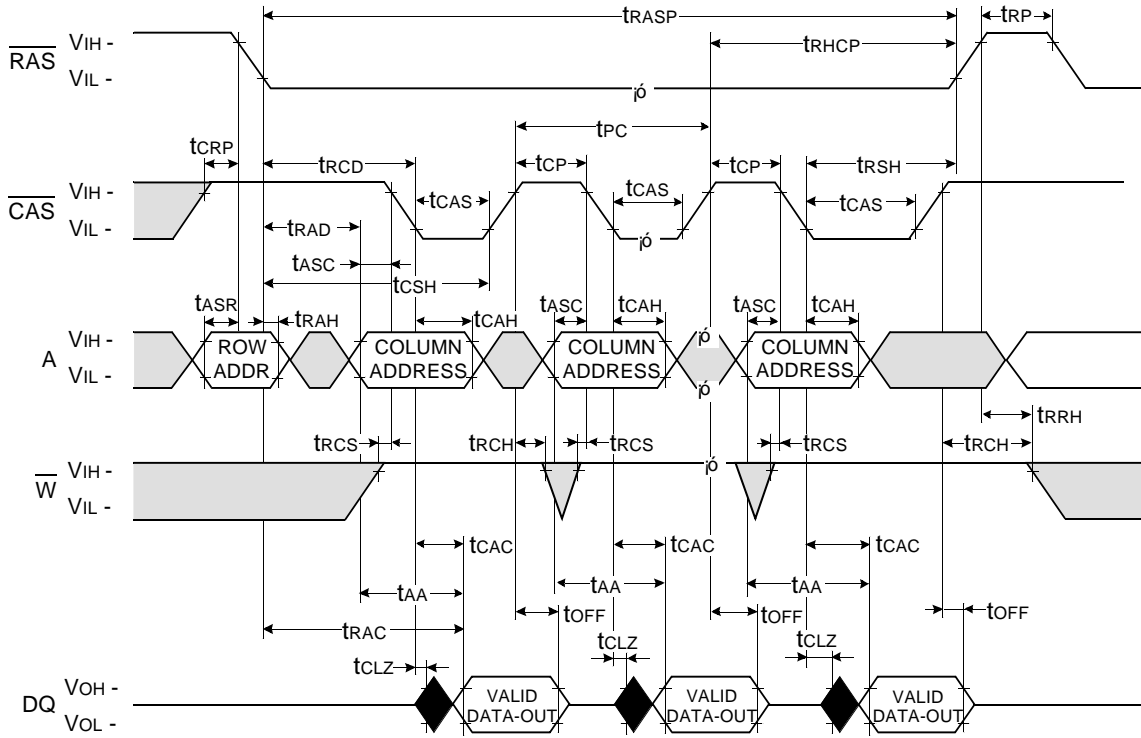 tRASP
tRP
tRHCP
RAS
VIH -
VIL -
¡ó
tCRP
tRCD
tPC
tCP
tCP
tRSH
CAS
VIH -
VIL -
tCAS
tCAS
tCAS
¡ó
tRAD
tASC
tCSH
tASR
tRAH
tCAH
tASC
tCAH
tASC
tCAH
A
VIH -
VIL -
ROW
ADDR
COLUMN
ADDRESS
COLUMN
ADDRESS
¡ó
¡ó
COLUMN
ADDRESS
tRRH
tRCS
tRCH
tRCS
tRCS
tRCH
W
VIH -
VIL -
¡ó
tCAC
tCAC
tCAC
tAA
tAA
tAA
tOFF
tOFF
tOFF
tRAC
tCLZ
tCLZ
tCLZ
DQ
VOH -
VOL -
VALID
DATA-OUT
VALID
DATA-OUT
VALID
DATA-OUT